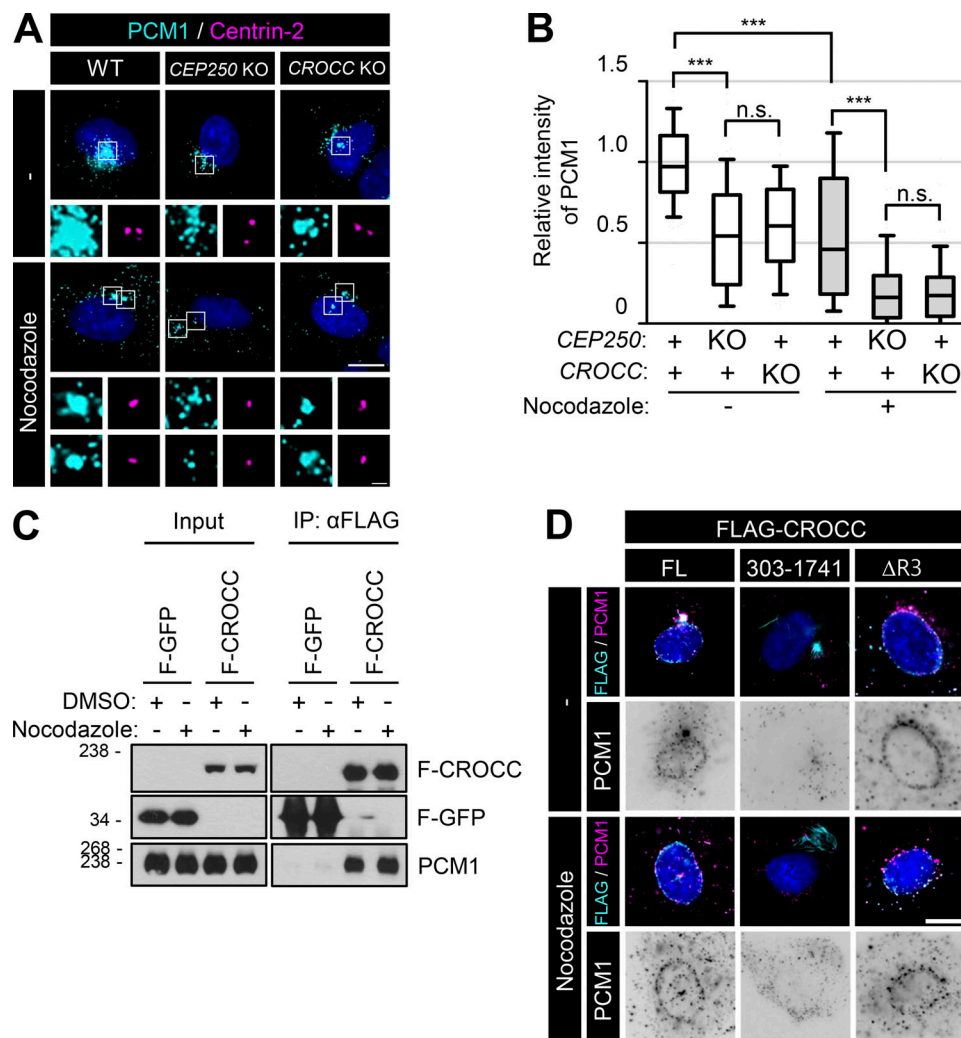 A
PCM1 / Centrin-2
WT CEP250 KO CROCC KO
-
Nocodazole
B
*** 
*** n.s. *** n.s.
Relative intensity
of PCM1
1.5
1.0
0.5
0
CEP250: + KO + + KO +
CROCC: + + KO + + KO
Nocodazole: - +
C
Input IP: αFLAG
F-GFP F-CROCC F-GFP F-CROCC
DMSO: + - + - + - + -
Nocodazole: - + - + - + - +
238 - F-CROCC
34 - F-GFP
268 -
238 - PCM1
D
FLAG-CROCC
FL 303-1741 ΔR3
-
FLAG / PCM1
PCM1
Nocodazole
FLAG / PCM1
PCM1